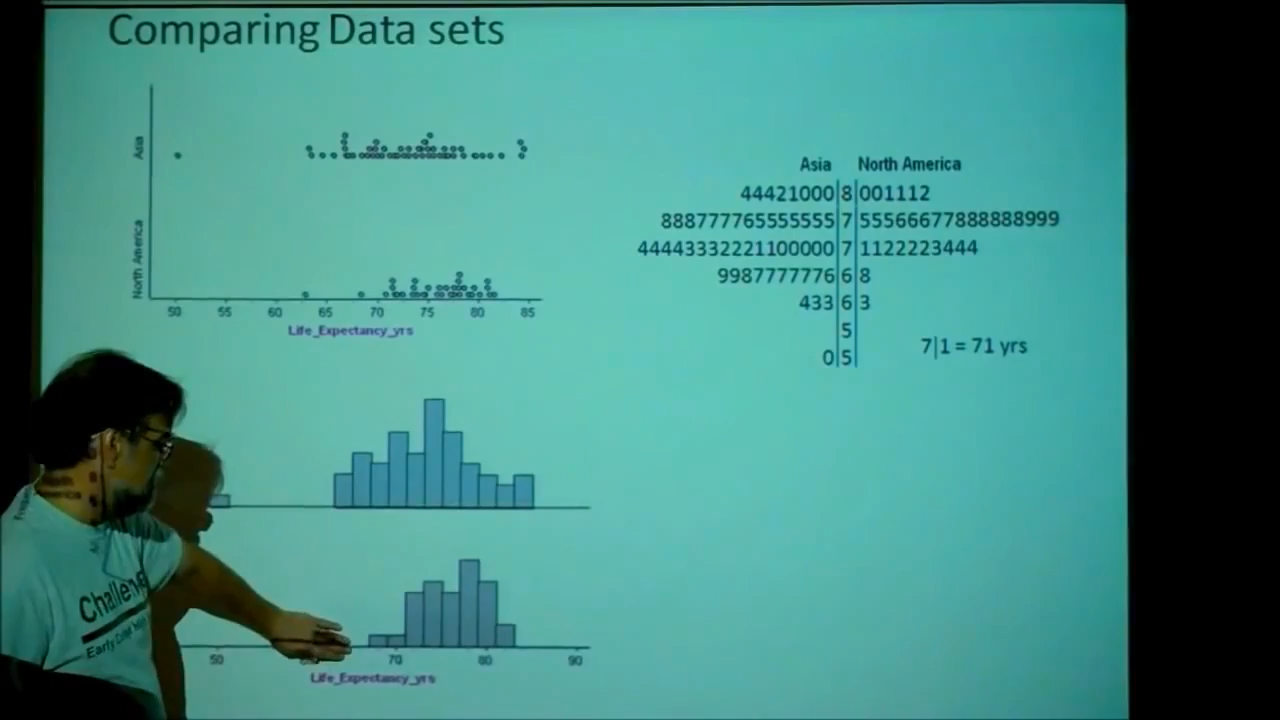 Comparing Data sets
Asia
North America
50 55 60 65 70 75 80 85
Life_Expectancy_yrs
Asia North America
44421000 8 001112
888777765555555 7 55566677888888999
44443332221100000 7 1122223444
9987777776 6 8
433 6 3
5
0 5
7|1 = 71 yrs
50 70 80 90
Life_Expectancy_yrs
Early